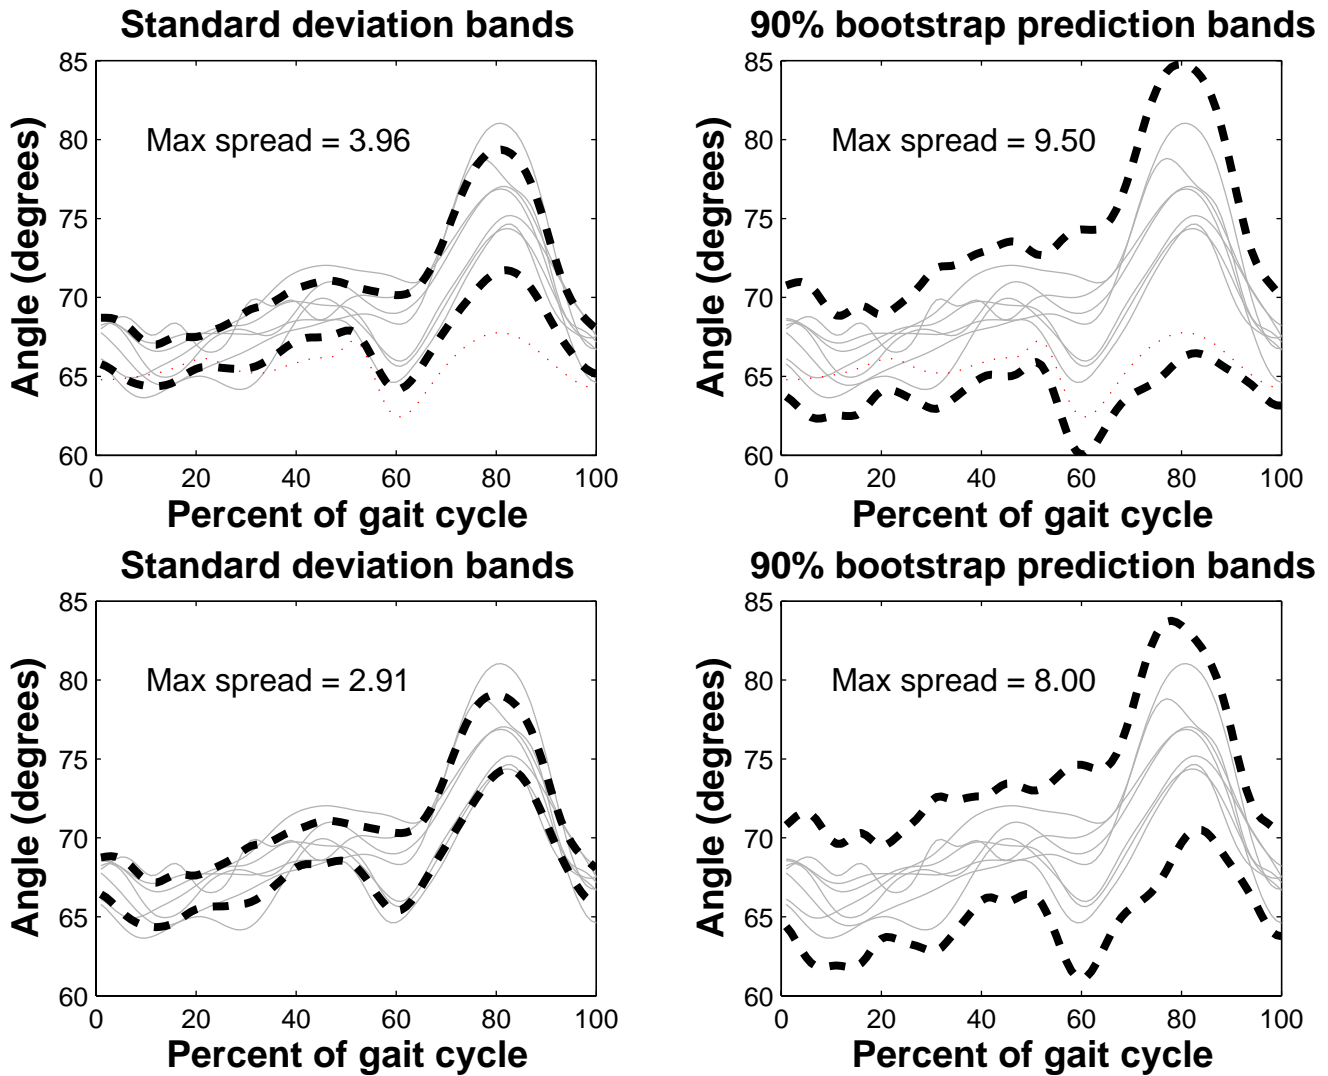 Standard deviation bands
85
80
75
70
65
60
Angle (degrees)
Max spread = 3.96
0 20 40 60 80 100
Percent of gait cycle
90% bootstrap prediction bands
85
80
75
70
65
60
Angle (degrees)
Max spread = 9.50
0 20 40 60 80 100
Percent of gait cycle
Standard deviation bands
85
80
75
70
65
60
Angle (degrees)
Max spread = 2.91
0 20 40 60 80 100
Percent of gait cycle
90% bootstrap prediction bands
85
80
75
70
65
60
Angle (degrees)
Max spread = 8.00
0 20 40 60 80 100
Percent of gait cycle